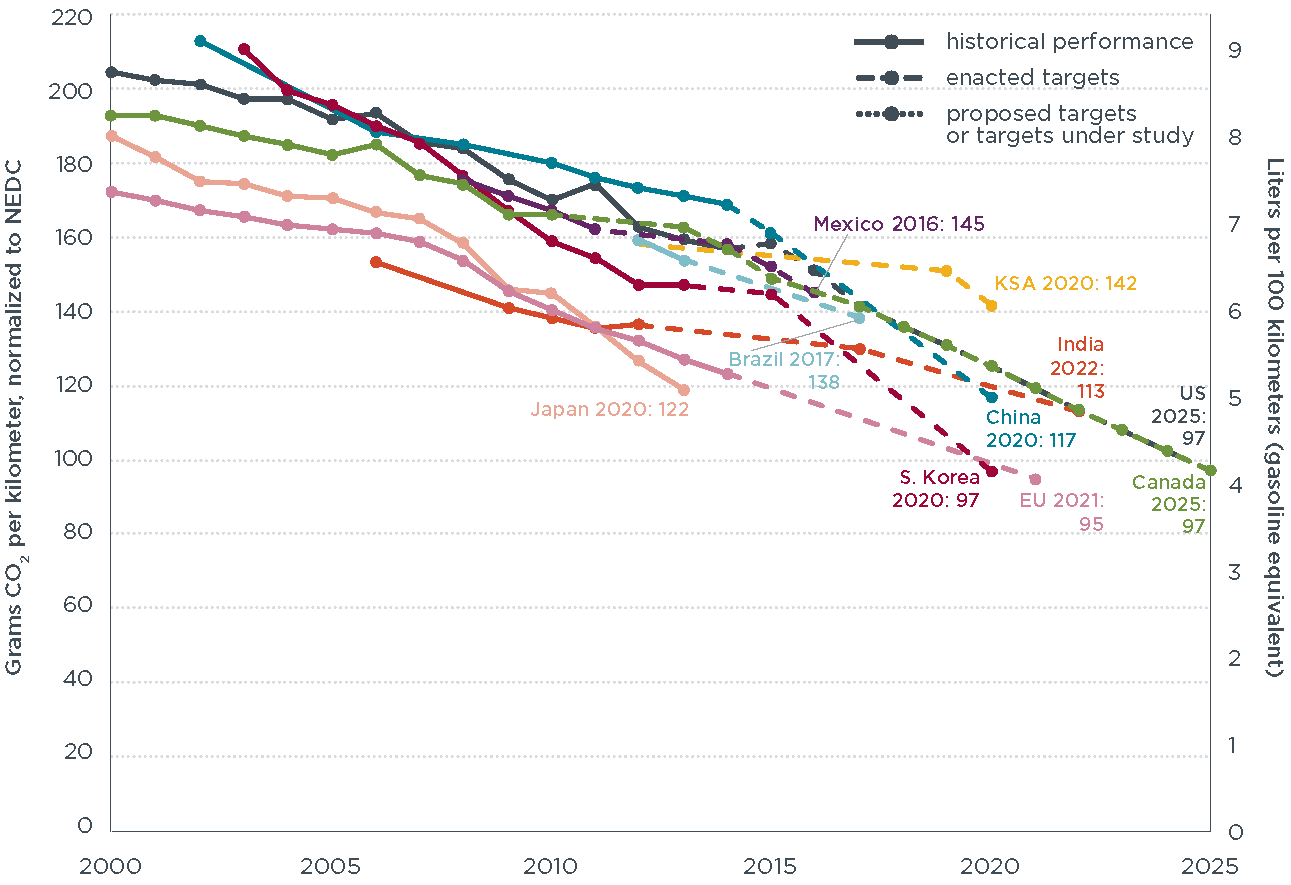 Grams CO2 per kilometer, normalized to NEDC
220
200
180
160
140
120
100
80
60
40
20
0
historical performance
enacted targets
proposed targets
or targets under study
Mexico 2016: 145
KSA 2020: 142
Brazil 2017:
138
Japan 2020: 122
India
2022:
113
China
2020: 117
US
2025:
97
S. Korea
2020: 97
EU 2021:
95
Canada
2025:
97
9
8
7
6
5
4
3
2
1
0
Liters per 100 kilometers (gasoline equivalent)
2000
2005
2010
2015
2020
2025